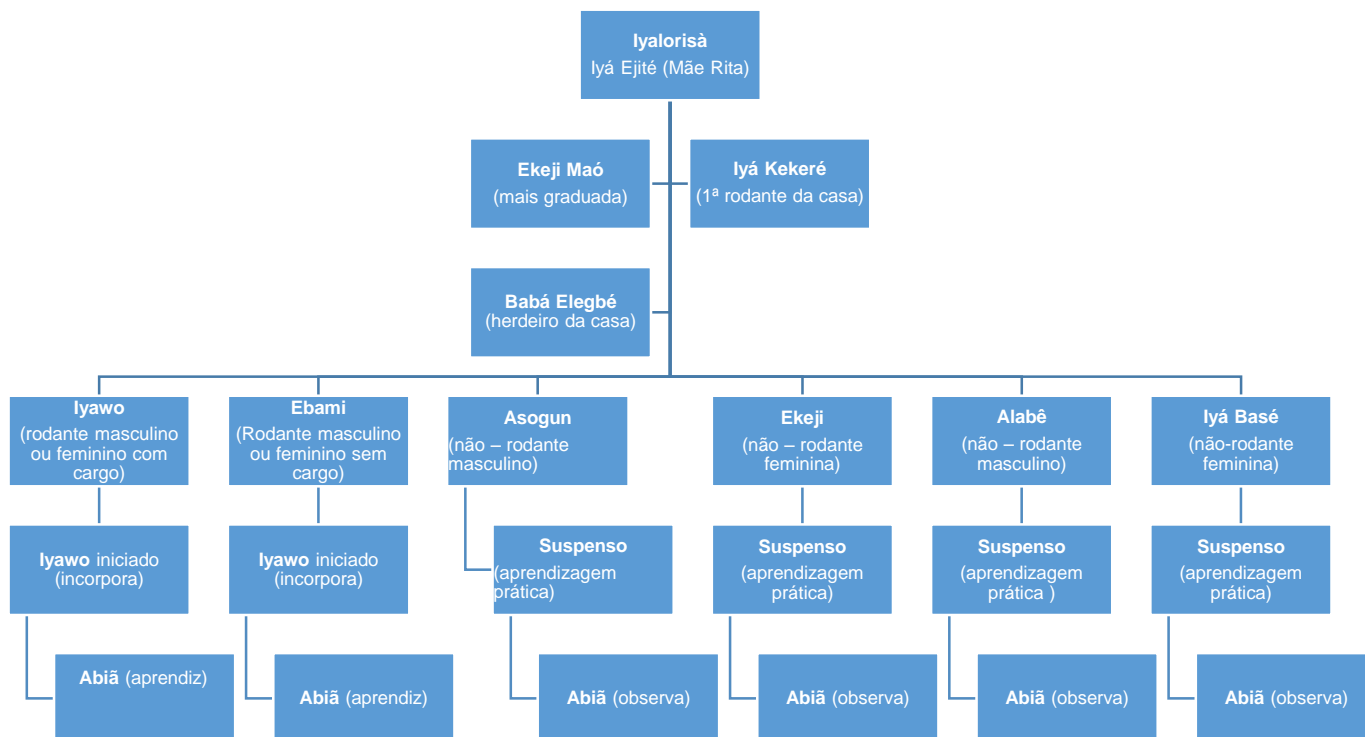 Iyalorisà
Iyá Ejité (Mãe Rita)
Ekeji Maó
(mais graduada)
Iyá Kekeré
(1ª rodante da casa)
Babá Elegbé
(herdeiro da casa)
Iyawo
(rodante masculino
ou feminino com
cargo)
Ebami
(Rodante masculino
ou feminino sem
cargo)
Asogun
(não – rodante
masculino)
Ekeji
(não – rodante
feminina)
Alabê
(não – rodante
masculino)
Iyá Basé
(não-rodante
feminina)
Iyawo iniciado
(incorpora)
Iyawo iniciado
(incorpora)
Suspenso
(aprendizagem
prática)
Suspenso
(aprendizagem
prática)
Suspenso
(aprendizagem
prática )
Suspenso
(aprendizagem
prática)
Abiã (aprendiz)
Abiã (aprendiz)
Abiã (observa)
Abiã (observa)
Abiã (observa)
Abiã (observa)